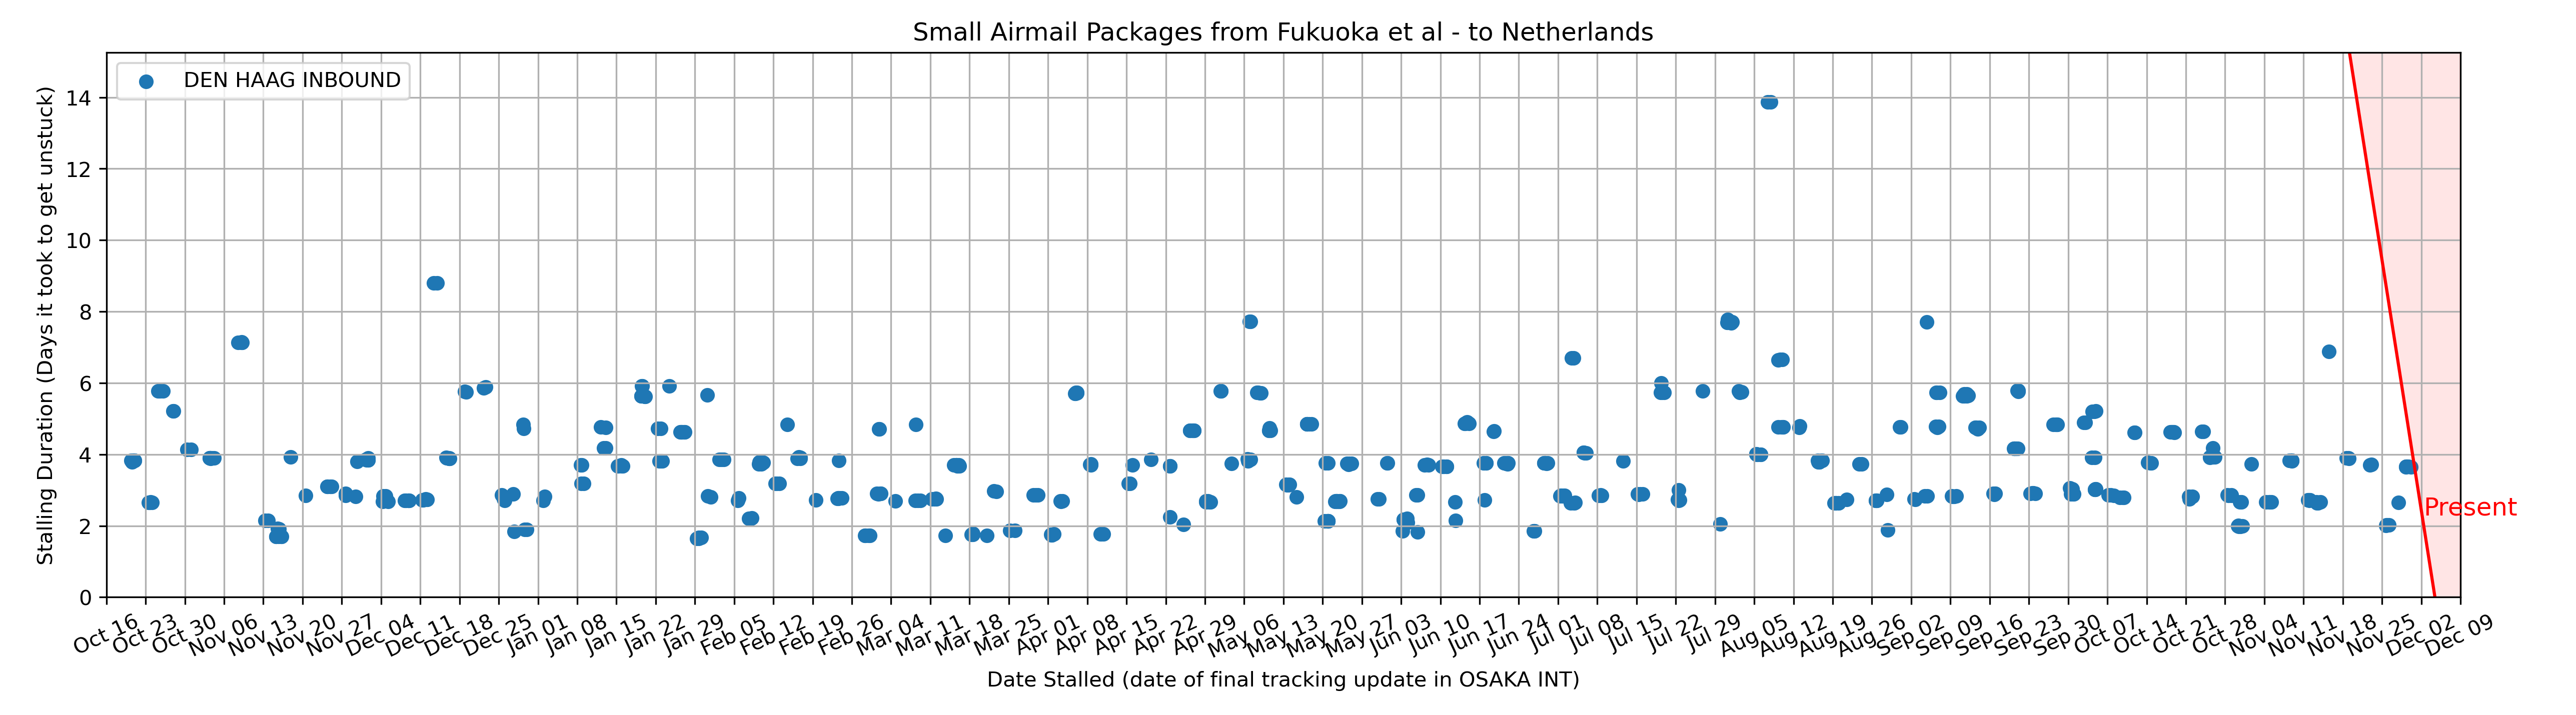 Small Airmail Packages from Fukuoka et al - to Netherlands
DEN HAAG INBOUND
Stalling Duration (Days it took to get unstuck)
14
12
10
8
6
4
2
0
Present
Oct 16
Oct 23
Oct 30
Nov 06
Nov 13
Nov 20
Nov 27
Dec 04
Dec 11
Dec 18
Dec 25
Jan 01
Jan 08
Jan 15
Jan 22
Jan 29
Feb 05
Feb 12
Feb 19
Feb 26
Mar 04
Mar 11
Mar 18
Mar 25
Apr 01
Apr 08
Apr 15
Apr 22
Apr 29
May 06
May 13
May 20
May 27
Jun 03
Jun 10
Jun 17
Jun 24
Jul 01
Jul 08
Jul 15
Jul 22
Jul 29
Aug 05
Aug 12
Aug 19
Aug 26
Sep 02
Sep 09
Sep 16
Sep 23
Sep 30
Oct 07
Oct 14
Oct 21
Oct 28
Nov 04
Nov 11
Nov 18
Nov 25
Dec 02
Dec 09
Date Stalled (date of final tracking update in OSAKA INT)